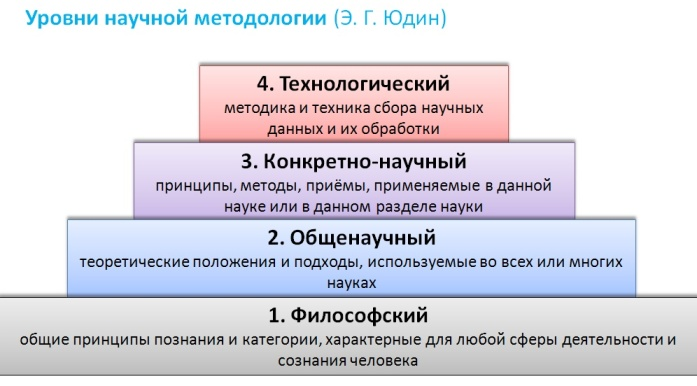 Уровни научной методологии (Э. Г. Юдин)
4. Технологический
методика и техника сбора научных
данных и их обработки
3. Конкретно-научный
принципы, методы, приёмы, применяемые в данной
науке или в данном разделе науки
2. Общенаучный
теоретические положения и подходы, используемые во всех или многих
науках
1. Философский
общие принципы познания и категории, характерные для любой сферы деятельности и
сознания человека